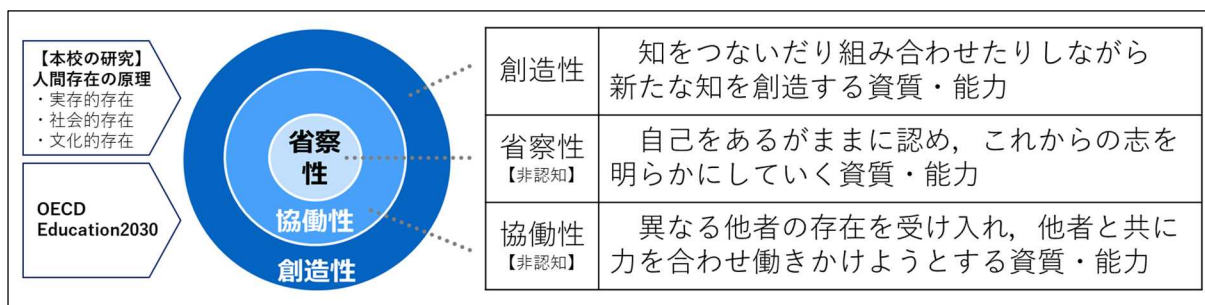 【本校の研究】
人間存在の原理
・実存的存在
・社会的存在
・文化的存在
OECD
Education2030
省察
性
協働性
創造性
創造性
知をつないだり組み合わせたりしながら
新たな知を創造する資質・能力
省察性
【非認知】
自己をあるがままに認め，これからの志を
明らかにしていく資質・能力
協働性
【非認知】
異なる他者の存在を受け入れ，他者と共に
力を合わせ働きかけようとする資質・能力